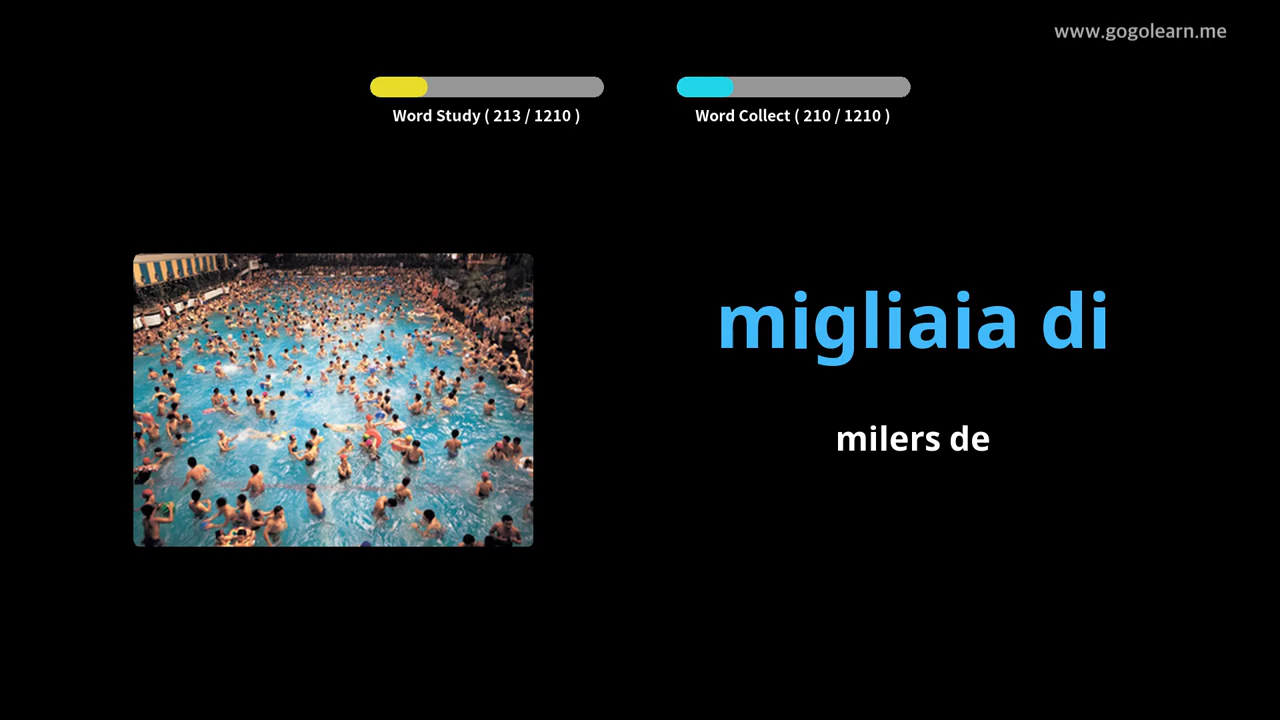 www.gogolearn.me
Word Study ( 213 / 1210 )
Word Collect ( 210 / 1210 )
migliaia di
milers de